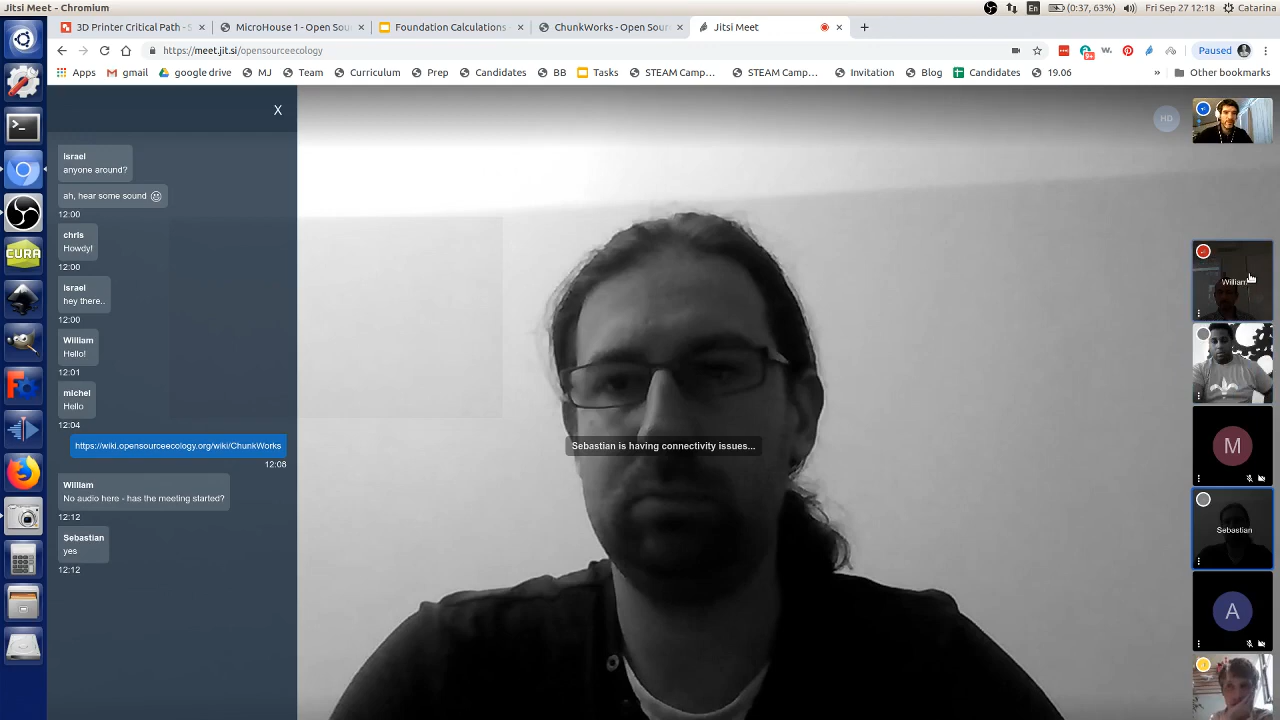 Jitsi Meet - Chromium
En
(0:37, 63%)
Fri Sep 27 12:18
Catarina
3D Printer Critical Path - S
MicroHouse 1 - Open Sou
Foundation Calculations
ChunkWorks - Open Sour
Jitsi Meet
https://meet.jit.si/opensourceecology
Paused
Apps
gmail
google drive
MJ
Team
Curriculum
Prep
Candidates
BB
Tasks
STEAM Camp...
STEAM Camp...
Invitation
Blog
Candidates
19.06
»
Other bookmarks
X
HD
Israel
anyone around?
ah, hear some sound
12:00
chris
Howdy!
12:00
Israel
hey there..
12:00
William
Hello!
12:01
michel
Hello
12:04
https://wiki.opensourceecology.org/wiki/ChunkWorks
12:08
William
No audio here - has the meeting started?
12:12
Sebastian
yes
12:12
Sebastian is having connectivity issues...
William
M
Sebastian
A
CURA